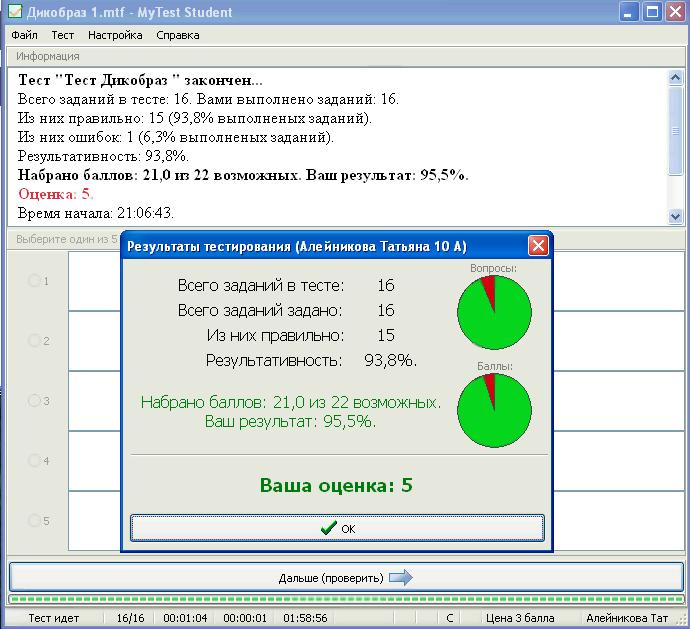 Дикобраз 1.mtf - MyTest Student
Файл Тест Настройка Справка
Информация
Тест "Тест Дикобраз " закончен...
Всего заданий в тесте: 16. Вами выполнено заданий: 16.
Из них правильно: 15 (93,8% выполненых заданий).
Из них ошибок: 1 (6,3% выполненых заданий).
Результативность: 93,8%.
Набрано баллов: 21,0 из 22 возможных. Ваш результат: 95,5%.
Оценка: 5.
Время начала: 21:06:43.
Выберите один из 5
1
2
3
4
5
Результаты тестирования (Алейникова Татьяна 10 А)
Всего заданий в тесте: 16
Всего заданий задано: 16
Из них правильно: 15
Результативность: 93,8%.
Вопросы:
Баллы:
Набрано баллов: 21,0 из 22 возможных.
Ваш результат: 95,5%.
Ваша оценка: 5
ОК
Дальше (проверить)
Тест идет 16/16 00:01:04 00:00:01 01:58:56 С Цена 3 балла Алейникова Тат